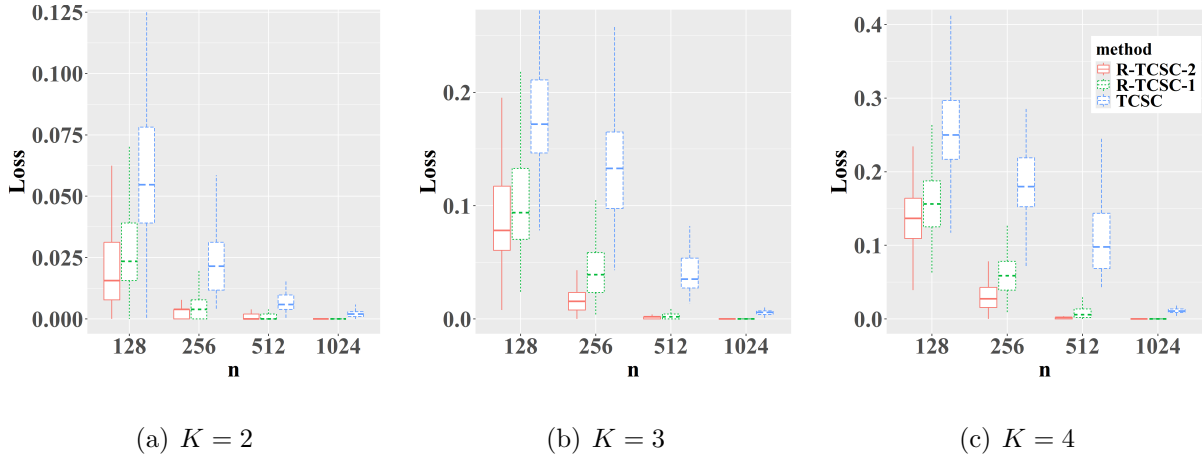 0.125
0.100
0.075
0.050
0.025
0.000
Loss
128 256 512 1024
n
(a) K = 2
0.2
0.1
0.0
Loss
128 256 512 1024
n
(b) K = 3
0.4
0.3
0.2
0.1
0.0
Loss
method
R-TCSC-2
R-TCSC-1
TCSC
128 256 512 1024
n
(c) K = 4